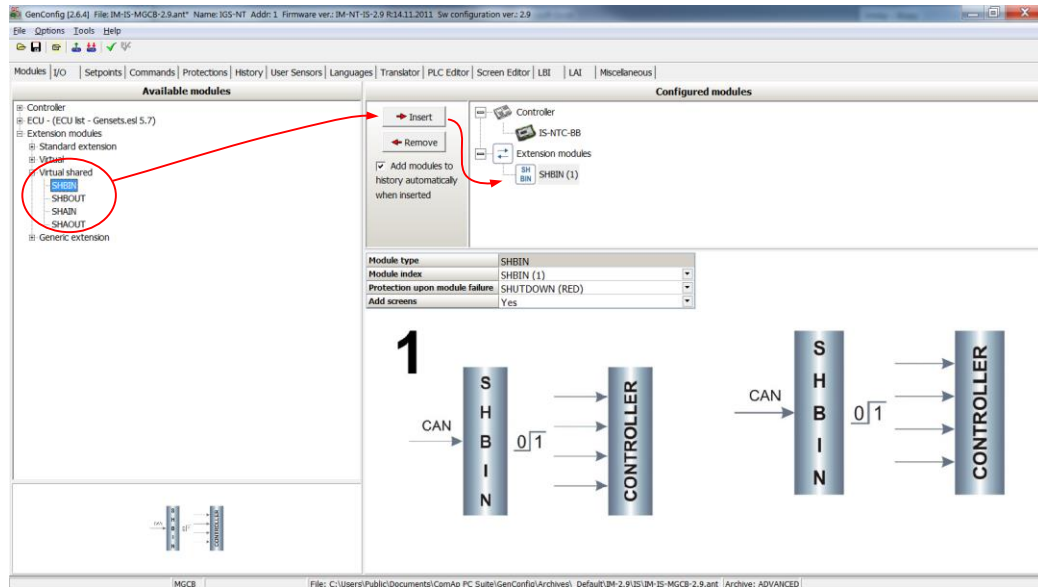 GenConfig [2.6.4] File: IM-IS-MGCB-2.9.ant* Name: IGS-NT Addr: 1 Firmware ver.: IM-NT-IS-2.9 R:14.11.2011 Sw configuration ver.: 2.9
File Options Tools Help
Modules I/O Setpoints Commands Protections History User Sensors Languages Translator PLC Editor Screen Editor LBI LAI Miscellaneous
Available modules
Controller
ECU - (ECU list - Gensets.esl 5.7)
Extension modules
Standard extension
Virtual
Virtual shared
SHBIN
SHBOUT
SHAIN
SHAOUT
Generic extension
Configured modules
Insert
Remove
Add modules to
history automatically
when inserted
Controller
IS-NTC-BB
Extension modules
SH
BIN
SHBIN (1)
Module type SHBIN
Module index SHBIN (1)
Protection upon module failure SHUTDOWN (RED)
Add screens Yes
1
CAN
SHBIN
0 1
CONTROLLER
CAN
SHBIN
0 1
CONTROLLER
CAN
SHBIN
CONTROLLER
MGCB File: C:\Users\Public\Documents\ComAp PC Suite\GenConfig\Archives\_Default\IM-2.9\IS\IM-IS-MGCB-2.9.ant Archive: ADVANCED